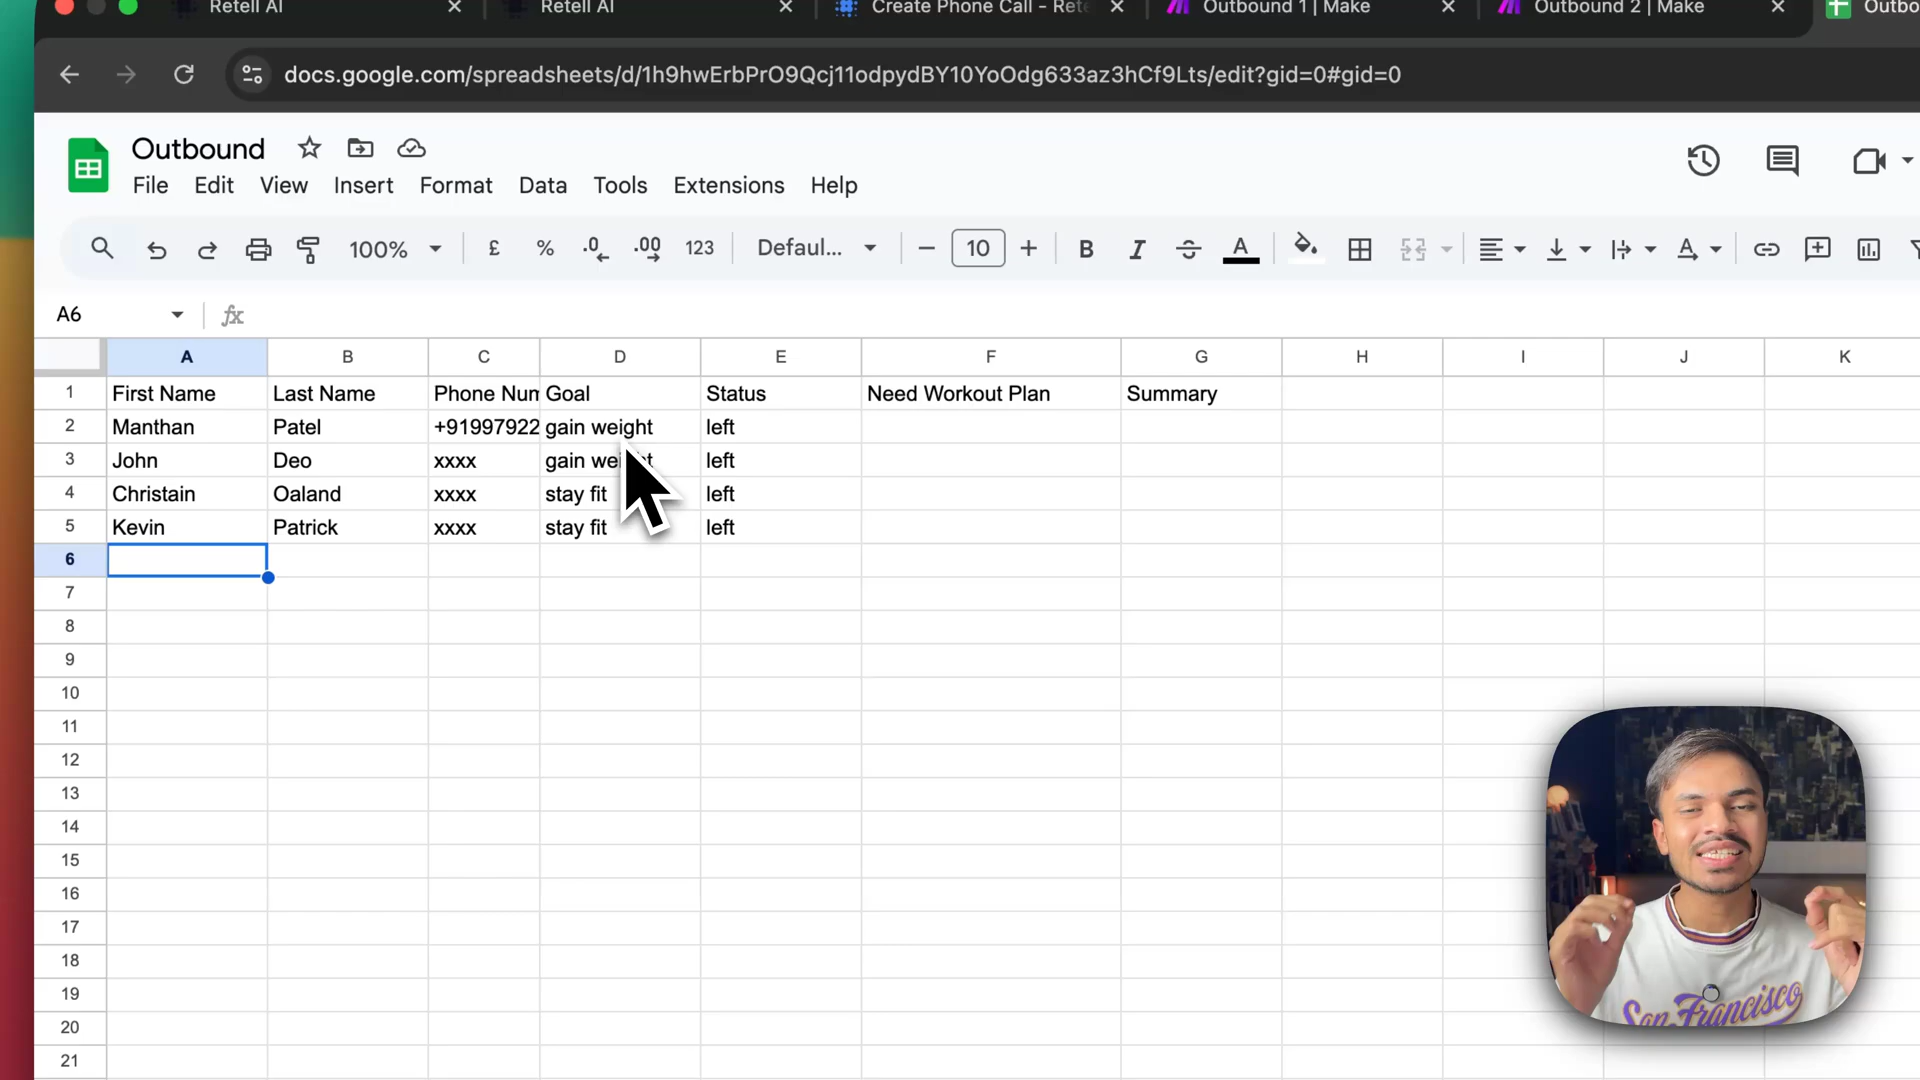 Retell AI
Retell AI
Create Phone Call - Rete
Outbound 1 | Make
Outbound 2 | Make
Outbo
docs.google.com/spreadsheets/d/1h9hwErbPrO9Qcj11odpydBY10YoOdg633az3hCf9Lts/edit?gid=0#gid=0
Outbound
File Edit View Insert Format Data Tools Extensions Help
100% £ % .0 .00 123 Defaul... 10 B I A
A6 fx
A B C D E F G H I J K
1 First Name Last Name Phone Num Goal Status Need Workout Plan Summary
2 Manthan Patel +91997922 gain weight left
3 John Deo xxxx gain weight left
4 Christain Oaland xxxx stay fit left
5 Kevin Patrick xxxx stay fit left
6
7
8
9
10
11
12
13
14
15
16
17
18
19
20
21
San Francisco